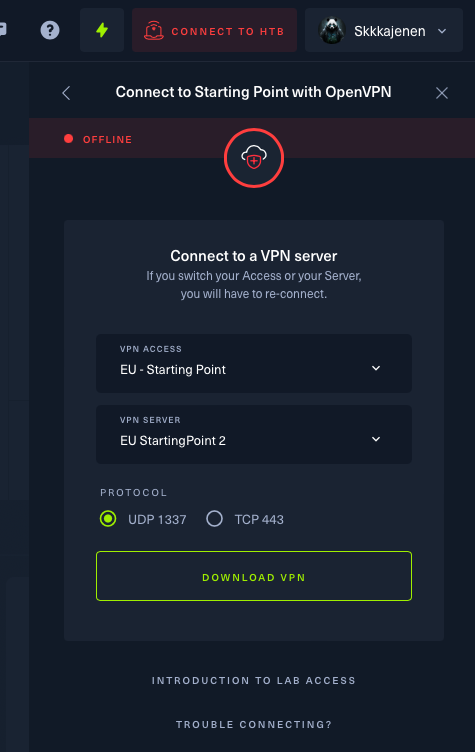 CONNECT TO HTB
Skkkajenen
Connect to Starting Point with OpenVPN
OFFLINE
Connect to a VPN server
If you switch your Access or your Server,
you will have to re-connect.
VPN ACCESS
EU - Starting Point
VPN SERVER
EU StartingPoint 2
PROTOCOL
UDP 1337 TCP 443
DOWNLOAD VPN
INTRODUCTION TO LAB ACCESS
TROUBLE CONNECTING?